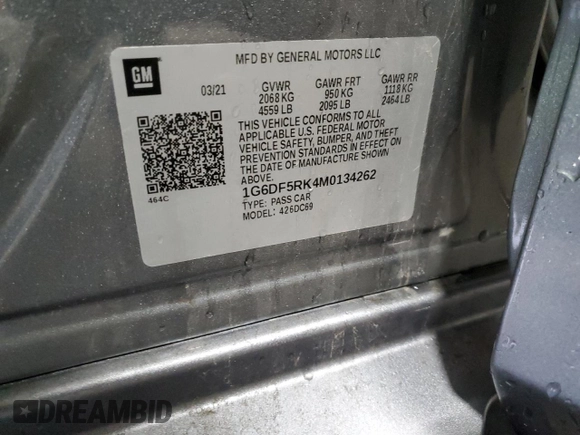 MFD BY GENERAL MOTORS LLC
GM
03/21 GVWR GAWR FRT GAWR RR
2068 KG 950 KG 1118 KG
4559 LB 2095 LB 2464 LB
THIS VEHICLE CONFORMS TO ALL
APPLICABLE U.S. FEDERAL MOTOR
VEHICLE SAFETY, BUMPER, AND THEFT
PREVENTION STANDARDS IN EFFECT ON
THE DATE OF MANUFACTURE SHOWN
ABOVE.
1G6DF5RK4M0134262
464C
TYPE: PASS CAR
MODEL: 426DC69
DREAMBID